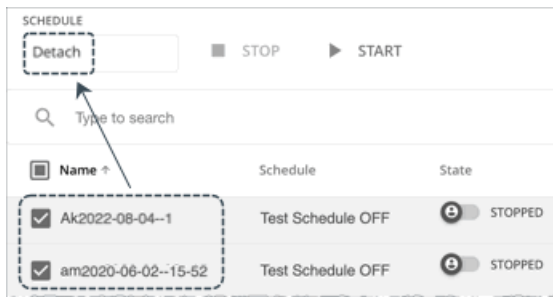 SCHEDULE
Detach STOP START
Type to search
Name ↑ Schedule State
Ak2022-08-04--1 Test Schedule OFF STOPPED
am2020-06-02--15-52 Test Schedule OFF STOPPED